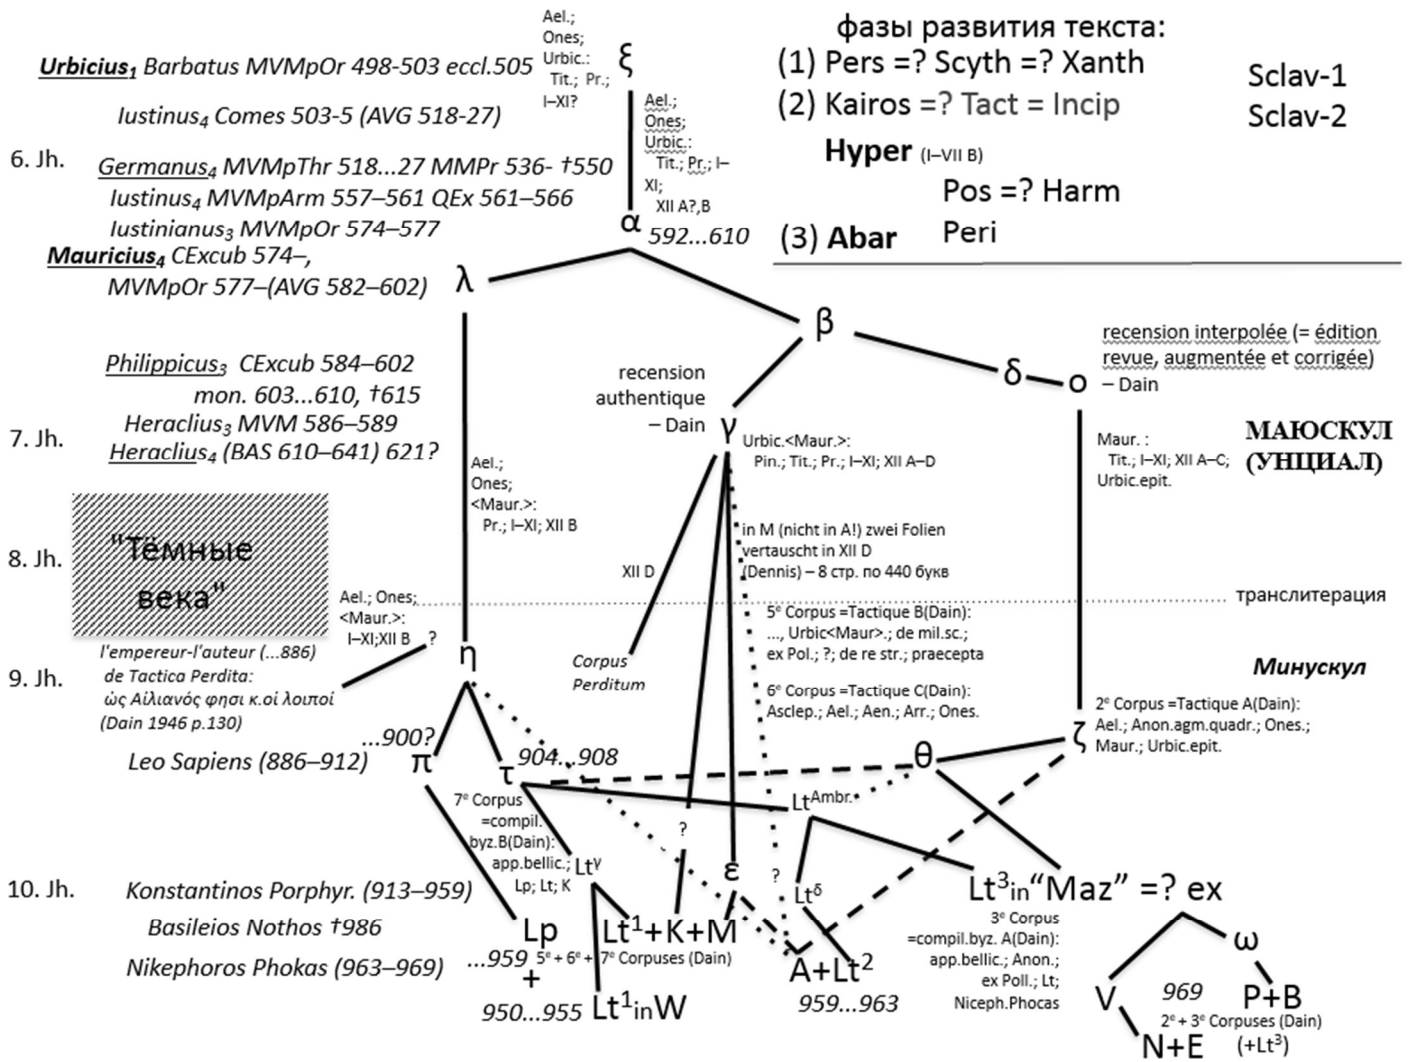 Ael.;
Ones;
Urbic.:
Tit.; Pr.;
I–XI?
ξ
фазы развития текста:
(1) Pers =? Scyth =? Xanth
(2) Kairos =? Tact = Incip
Hyper (I–VII B)
Pos =? Harm
(3) Abar
Peri
Sclav-1
Sclav-2
Urbicius₁ Barbatus MVMpOr 498-503 eccl.505
Iustinus₄ Comes 503-5 (AVG 518-27)
6. Jh.
Germanus₄ MVMpThr 518...27 MMPr 536- †550
Iustinus₄ MVMpArm 557–561 QEx 561–566
Iustinianus₃ MVMpOr 574–577
Mauricius₄ CExcub 574–,
MVMpOr 577–(AVG 582–602)
Ael.;
Ones;
Urbic.:
Tit.; Pr.; I–
XI;
XII A?,B
α
592...610
λ
β
δ
ο
recension interpolée (= édition
revue, augmentée et corrigée)
– Dain
Philippicus₃ CExcub 584–602
mon. 603...610, †615
Heraclius₃ MVM 586–589
7. Jh.
Heraclius₄ (BAS 610–641) 621?
recension
authentique
– Dain
γ
Urbic.<Maur.>:
Pin.; Tit.; Pr.; I–XI; XII A–D
Maur. :
Tit.; I–XI; XII A–C;
Urbic.epit.
МАЮСКУЛ
(УНЦИАЛ)
Ael.;
Ones;
<Maur.>:
Pr.; I–XI; XII B
8. Jh.
"Тёмные
века"
in M (nicht in A!) zwei Folien
vertauscht in XII D
(Dennis) – 8 стр. по 440 букв
XII D
Ael.; Ones;
<Maur.>:
I–XI;XII B
?
транслитерация
5ᵉ Corpus =Tactique B(Dain):
..., Urbic<Maur>.; de mil.sc.;
ex Pol.; ?; de re str.; praecepta
l'empereur-l'auteur (...886)
de Tactica Perdita:
ὡς Αἰλιανός φησι κ.οἱ λοιποί
(Dain 1946 p.130)
9. Jh.
η
Corpus
Perditum
6ᵉ Corpus =Tactique C(Dain):
Asclep.; Ael.; Aen.; Arr.; Ones.
Минускул
2ᵉ Corpus =Tactique A(Dain):
Ael.; Anon.agm.quadr.; Ones.;
Maur.; Urbic.epit.
ζ
θ
Leo Sapiens (886–912)
...900?
π
τ
904...908
Ltᴬᵐᵇʳ·
7ᵉ Corpus
=compil.
byz.B(Dain):
app.bellic.;
Lp; Lt; K
Ltᵞ
?
ε
?
Ltᵟ
Lt³in“Maz” =? ex
10. Jh.
Konstantinos Porphyr. (913–959)
Basileios Nothos †986
Nikephoros Phokas (963–969)
Lp
...959
+
950...955
Lt¹+K+M
5ᵉ + 6ᵉ + 7ᵉ Corpuses (Dain)
Lt¹inW
A+Lt²
959...963
3ᵉ Corpus
=compil.byz. A(Dain):
app.bellic.; Anon.;
ex Poll.; Lt;
Niceph.Phocas
ω
V
969
P+B
2ᵉ + 3ᵉ Corpuses (Dain)
N+E
(+Lt³)